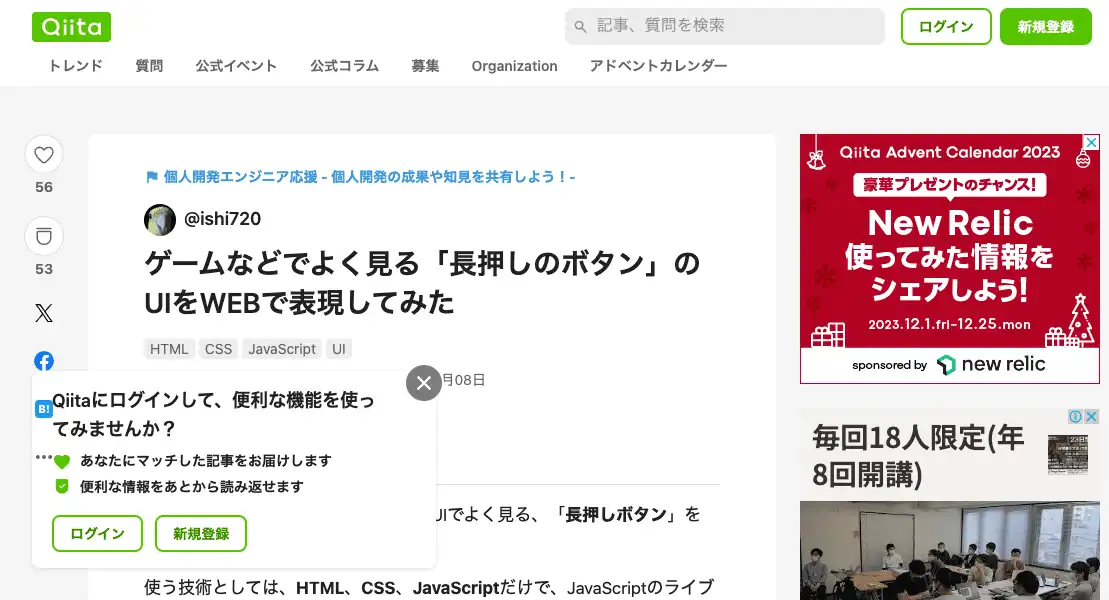 Qiita
記事、質問を検索
ログイン
新規登録
トレンド
質問
公式イベント
公式コラム
募集
Organization
アドベントカレンダー
56
53
個人開発エンジニア応援 - 個人開発の成果や知見を共有しよう！-
@ishi720
ゲームなどでよく見る「長押しのボタン」の
UIをWEBで表現してみた
HTML
CSS
JavaScript
UI
月08日
B!
Qiitaにログインして、便利な機能を使っ
てみませんか？
あなたにマッチした記事をお届けします
便利な情報をあとから読み返せます
ログイン
新規登録
UIでよく見る、「長押しボタン」を
使う技術としては、HTML、CSS、JavaScriptだけで、JavaScriptのライブ
Qiita Advent Calendar 2023
豪華プレゼントのチャンス!
New Relic
使ってみた情報を
シェアしよう!
2023.12.1.fri-12.25.mon
sponsored by new relic
毎回18人限定(年
8回開講)